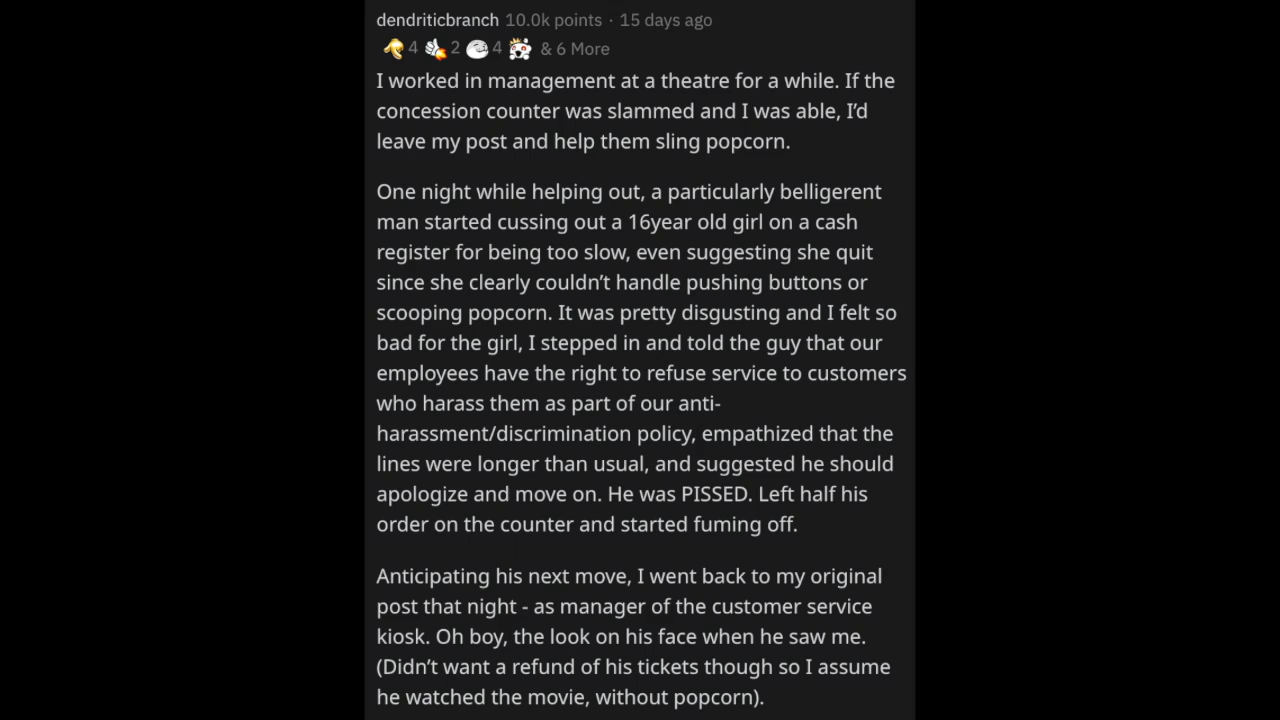 dendriticbranch 10.0k points · 15 days ago
4 2 4 & 6 More
I worked in management at a theatre for a while. If the
concession counter was slammed and I was able, I’d
leave my post and help them sling popcorn.
One night while helping out, a particularly belligerent
man started cussing out a 16year old girl on a cash
register for being too slow, even suggesting she quit
since she clearly couldn’t handle pushing buttons or
scooping popcorn. It was pretty disgusting and I felt so
bad for the girl, I stepped in and told the guy that our
employees have the right to refuse service to customers
who harass them as part of our anti-
harassment/discrimination policy, empathized that the
lines were longer than usual, and suggested he should
apologize and move on. He was PISSED. Left half his
order on the counter and started fuming off.
Anticipating his next move, I went back to my original
post that night - as manager of the customer service
kiosk. Oh boy, the look on his face when he saw me.
(Didn’t want a refund of his tickets though so I assume
he watched the movie, without popcorn).